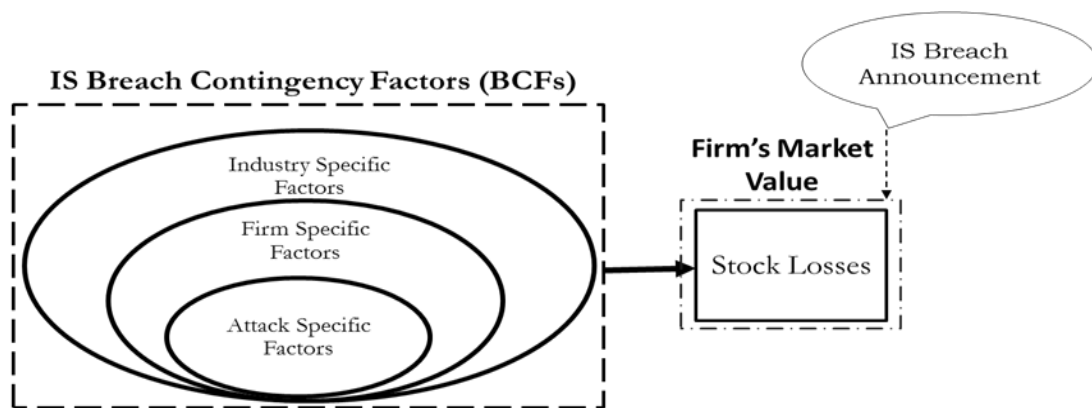 IS Breach Contingency Factors (BCFs)
Industry Specific
Factors
Firm Specific
Factors
Attack Specific
Factors
IS Breach
Announcement
Firm's Market
Value
Stock Losses